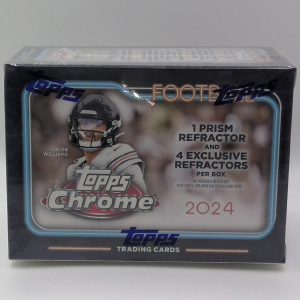 Topps
FOOTB
Topps
CALEB
WILLIAMS
1 PRISM
REFRACTOR
AND
4 EXCLUSIVE
REFRACTORS
PER BOX
Topps
Chrome
2024
Topps
TRADING CARDS